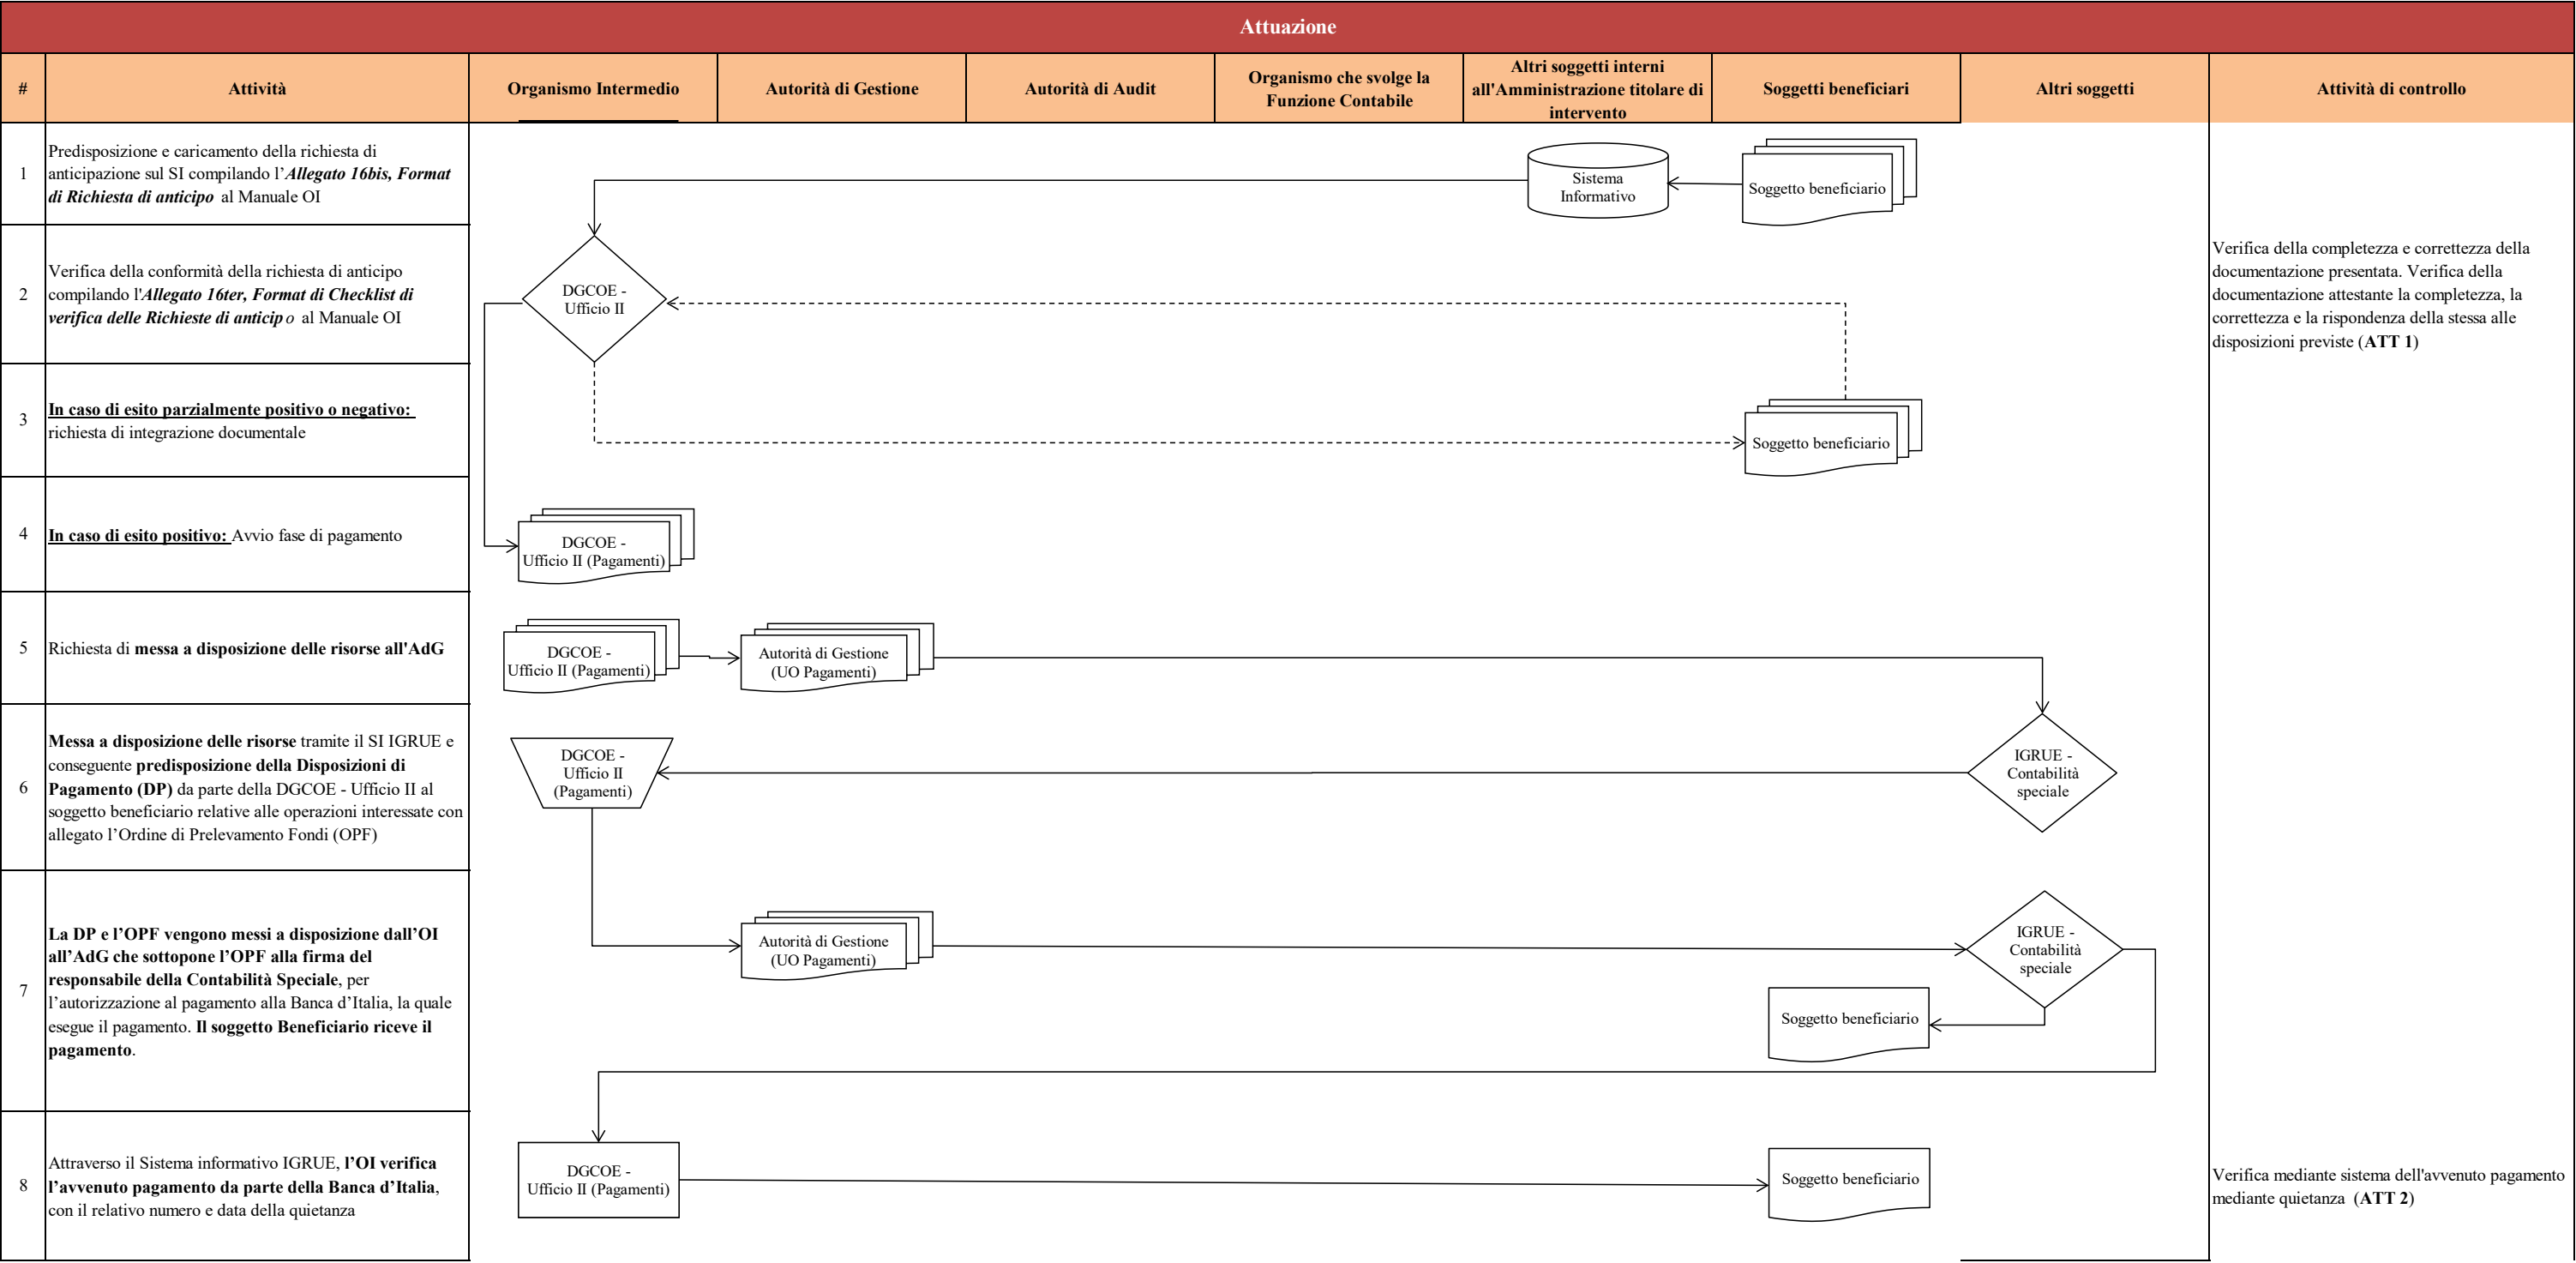 Attuazione
#
Attività
Organismo Intermedio
Autorità di Gestione
Autorità di Audit
Organismo che svolge la
Funzione Contabile
Altri soggetti interni
all'Amministrazione titolare di
intervento
Soggetti beneficiari
Altri soggetti
Attività di controllo
1
Predisposizione e caricamento della richiesta di
anticipazione sul SI compilando l’Allegato 16bis, Format
di Richiesta di anticipo al Manuale OI
Sistema
Informativo
Soggetto beneficiario
2
Verifica della conformità della richiesta di anticipo
compilando l'Allegato 16ter, Format di Checklist di
verifica delle Richieste di anticipo al Manuale OI
DGCOE -
Ufficio II
Verifica della completezza e correttezza della
documentazione presentata. Verifica della
documentazione attestante la completezza, la
correttezza e la rispondenza della stessa alle
disposizioni previste (ATT 1)
3
In caso di esito parzialmente positivo o negativo:
richiesta di integrazione documentale
Soggetto beneficiario
4
In caso di esito positivo: Avvio fase di pagamento
DGCOE -
Ufficio II (Pagamenti)
5
Richiesta di messa a disposizione delle risorse all'AdG
DGCOE -
Ufficio II (Pagamenti)
Autorità di Gestione
(UO Pagamenti)
6
Messa a disposizione delle risorse tramite il SI IGRUE e
conseguente predisposizione della Disposizioni di
Pagamento (DP) da parte della DGCOE - Ufficio II al
soggetto beneficiario relative alle operazioni interessate con
allegato l’Ordine di Prelevamento Fondi (OPF)
DGCOE -
Ufficio II
(Pagamenti)
IGRUE -
Contabilità
speciale
7
La DP e l’OPF vengono messi a disposizione dall’OI
all’AdG che sottopone l’OPF alla firma del
responsabile della Contabilità Speciale, per
l’autorizzazione al pagamento alla Banca d’Italia, la quale
esegue il pagamento. Il soggetto Beneficiario riceve il
pagamento.
Autorità di Gestione
(UO Pagamenti)
IGRUE -
Contabilità
speciale
Soggetto beneficiario
8
Attraverso il Sistema informativo IGRUE, l’OI verifica
l’avvenuto pagamento da parte della Banca d’Italia,
con il relativo numero e data della quietanza
DGCOE -
Ufficio II (Pagamenti)
Soggetto beneficiario
Verifica mediante sistema dell'avvenuto pagamento
mediante quietanza (ATT 2)